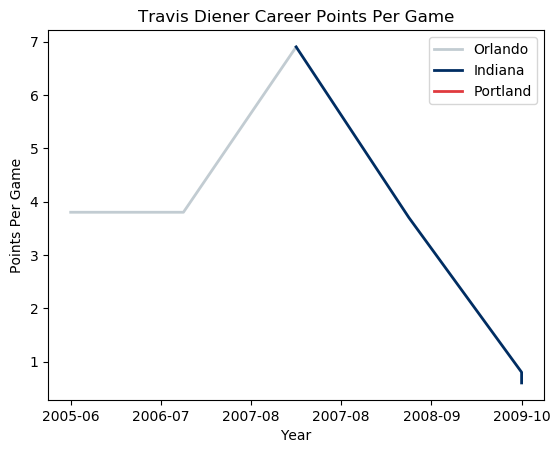 Travis Diener Career Points Per Game
Orlando
Indiana
Portland
7
6
5
4
3
2
1
Points Per Game
2005-06 2006-07 2007-08 2007-08 2008-09 2009-10
Year